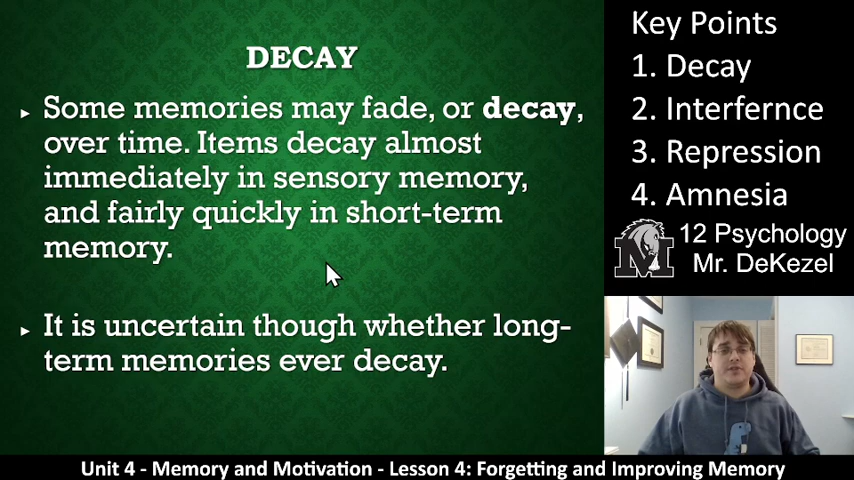 DECAY
▸ Some memories may fade, or decay,
over time. Items decay almost
immediately in sensory memory,
and fairly quickly in short-term
memory.
▸ It is uncertain though whether long-
term memories ever decay.
Key Points
1. Decay
2. Interfernce
3. Repression
4. Amnesia
M
12 Psychology
Mr. DeKezel
Unit 4 - Memory and Motivation - Lesson 4: Forgetting and Improving Memory